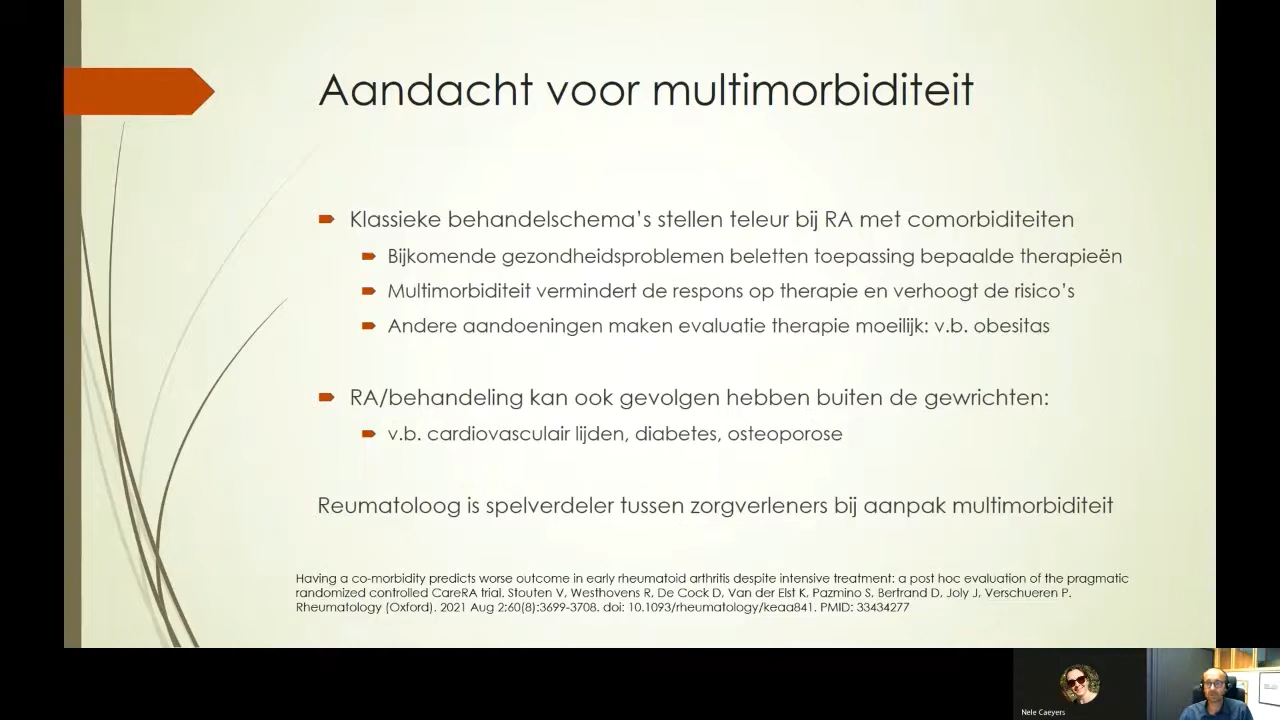 Aandacht voor multimorbiditeit
Klassieke behandelschema’s stellen teleur bij RA met comorbiditeiten
Bijkomende gezondheidsproblemen beletten toepassing bepaalde therapieën
Multimorbiditeit vermindert de respons op therapie en verhoogt de risico’s
Andere aandoeningen maken evaluatie therapie moeilijk: v.b. obesitas
RA/behandeling kan ook gevolgen hebben buiten de gewrichten:
v.b. cardiovasculair lijden, diabetes, osteoporose
Reumatoloog is spelverdeler tussen zorgverleners bij aanpak multimorbiditeit
Having a co-morbidity predicts worse outcome in early rheumatoid arthritis despite intensive treatment: a post hoc evaluation of the pragmatic
randomized controlled CareRA trial. Stouten V, Westhovens R, De Cock D, Van der Elst K, Pazmino S, Bertrand D, Joly J, Verschueren P.
Rheumatology (Oxford). 2021 Aug 2;60(8):3699-3708. doi: 10.1093/rheumatology/keaa841. PMID: 33434277
Nele Caeyers